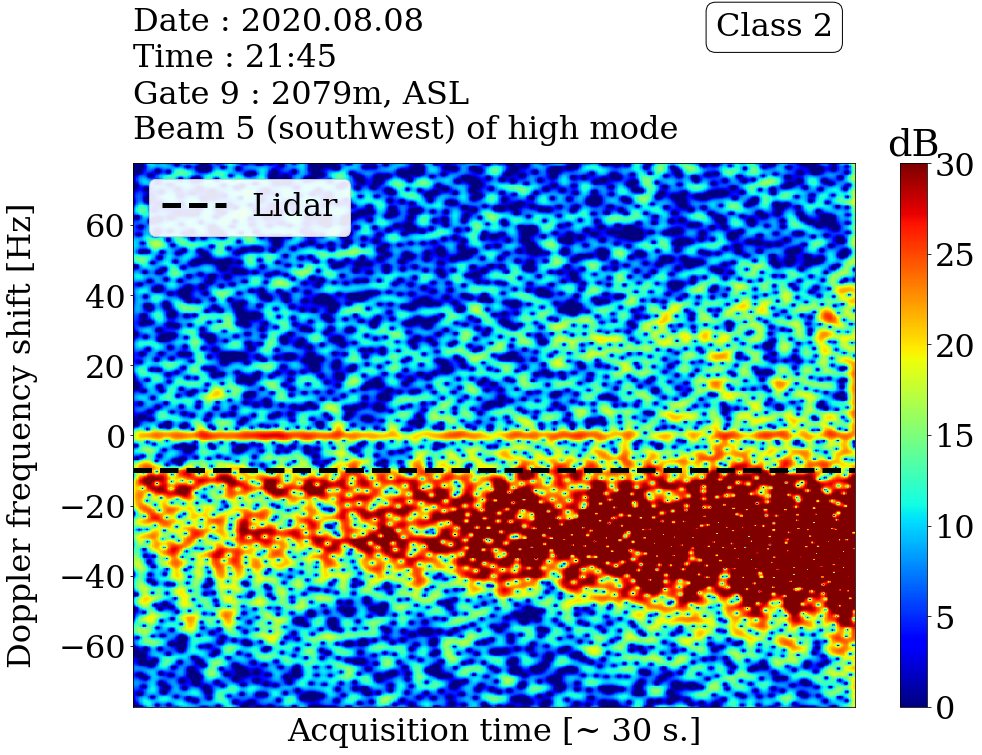 Date : 2020.08.08
Time : 21:45
Gate 9 : 2079m, ASL
Beam 5 (southwest) of high mode
Class 2
dB
Lidar
Doppler frequency shift [Hz]
60
40
20
0
−20
−40
−60
30
25
20
15
10
5
0
Acquisition time [~ 30 s.]